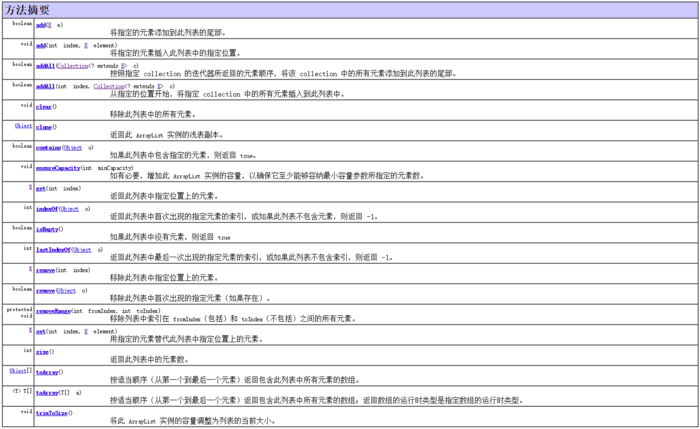 方法摘要
boolean add(E e)
将指定的元素添加到此列表的尾部。
void add(int index, E element)
将指定的元素插入此列表中的指定位置。
boolean addAll(Collection<? extends E> c)
按照指定 collection 的迭代器所返回的元素顺序，将该 collection 中的所有元素添加到此列表的尾部。
boolean addAll(int index, Collection<? extends E> c)
从指定的位置开始，将指定 collection 中的所有元素插入到此列表中。
void clear()
移除此列表中的所有元素。
Object clone()
返回此 ArrayList 实例的浅表副本。
boolean contains(Object o)
如果此列表中包含指定的元素，则返回 true。
void ensureCapacity(int minCapacity)
如有必要，增加此 ArrayList 实例的容量，以确保它至少能够容纳最小容量参数所指定的元素数。
E get(int index)
返回此列表中指定位置上的元素。
int indexOf(Object o)
返回此列表中首次出现的指定元素的索引，或如果此列表不包含元素，则返回 -1。
boolean isEmpty()
如果此列表中没有元素，则返回 true
int lastIndexOf(Object o)
返回此列表中最后一次出现的指定元素的索引，或如果此列表不包含索引，则返回 -1。
E remove(int index)
移除此列表中指定位置上的元素。
boolean remove(Object o)
移除此列表中首次出现的指定元素（如果存在）。
protected void removeRange(int fromIndex, int toIndex)
移除列表中索引在 fromIndex（包括）和 toIndex（不包括）之间的所有元素。
E set(int index, E element)
用指定的元素替代此列表中指定位置上的元素。
int size()
返回此列表中的元素数。
Object[] toArray()
按适当顺序（从第一个到最后一个元素）返回包含此列表中所有元素的数组。
<T> T[] toArray(T[] a)
按适当顺序（从第一个到最后一个元素）返回包含此列表中所有元素的数组；返回数组的运行时类型是指定数组的运行时类型。
void trimToSize()
将此 ArrayList 实例的容量调整为列表的当前大小。